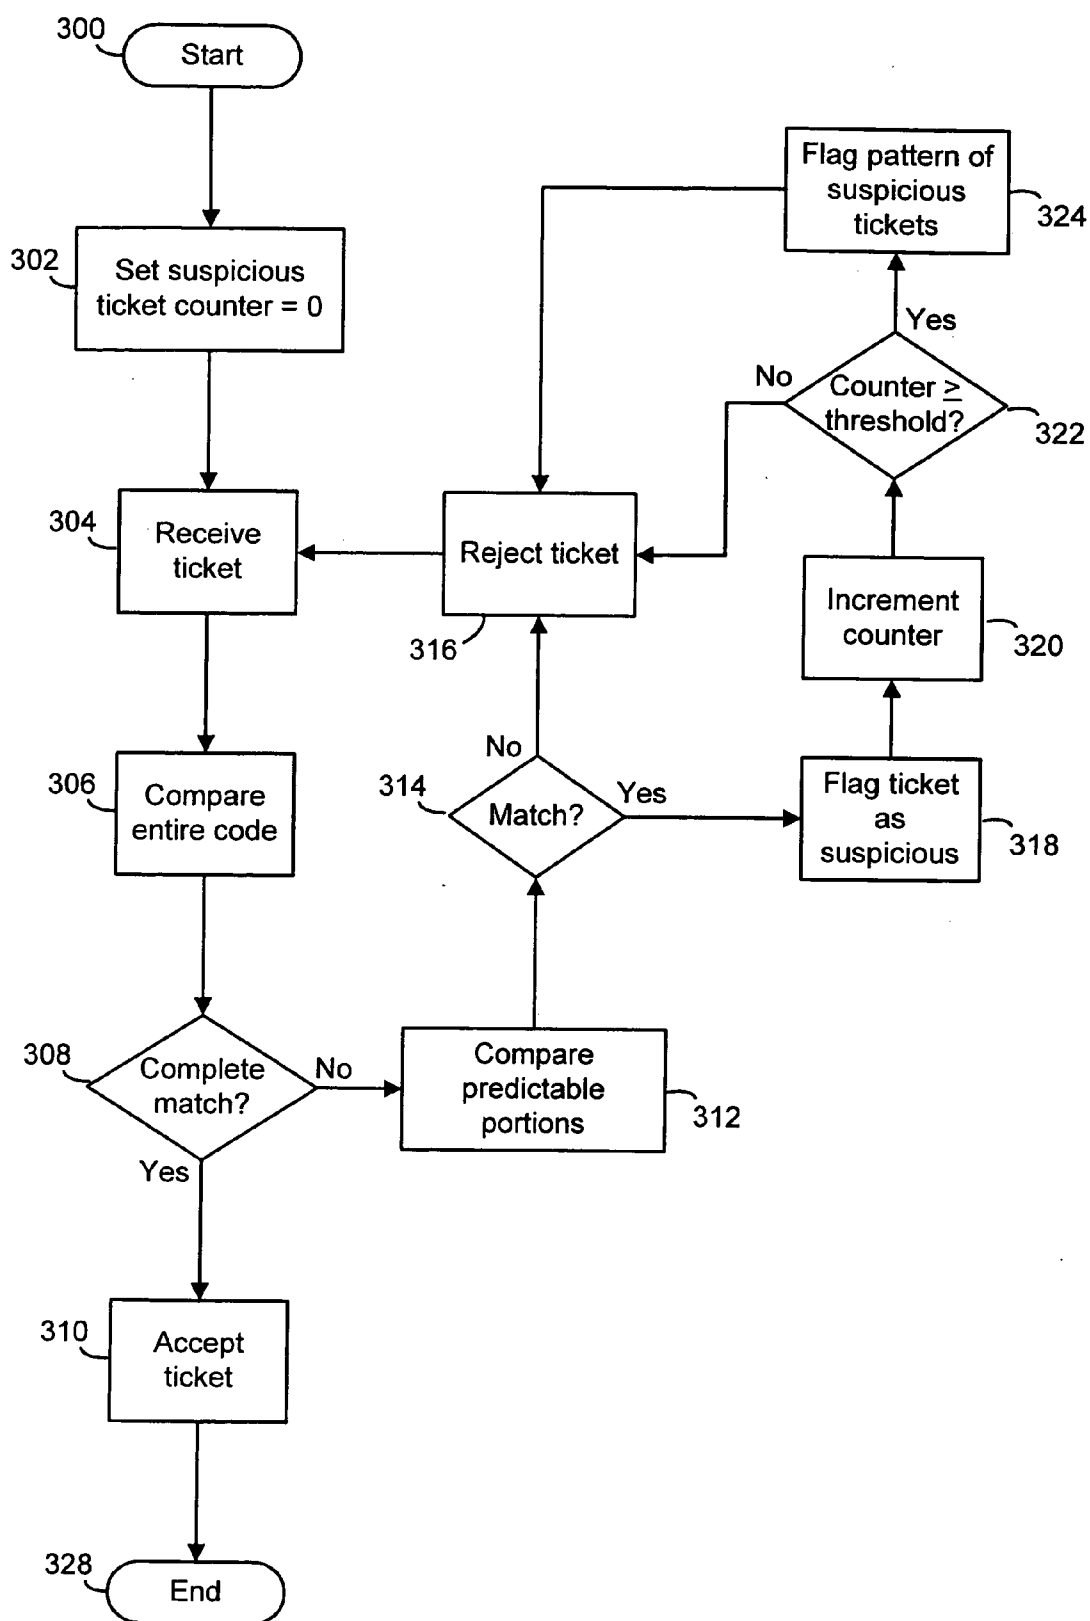 300
Start
302
Set suspicious
ticket counter = 0
304
Receive
ticket
306
Compare
entire code
308
Complete
match?
No
Yes
310
Accept
ticket
328
End
312
Compare
predictable
portions
314
Match?
No
Yes
316
Reject ticket
318
Flag ticket
as
suspicious
320
Increment
counter
322
Counter ≥
threshold?
No
Yes
324
Flag pattern of
suspicious
tickets